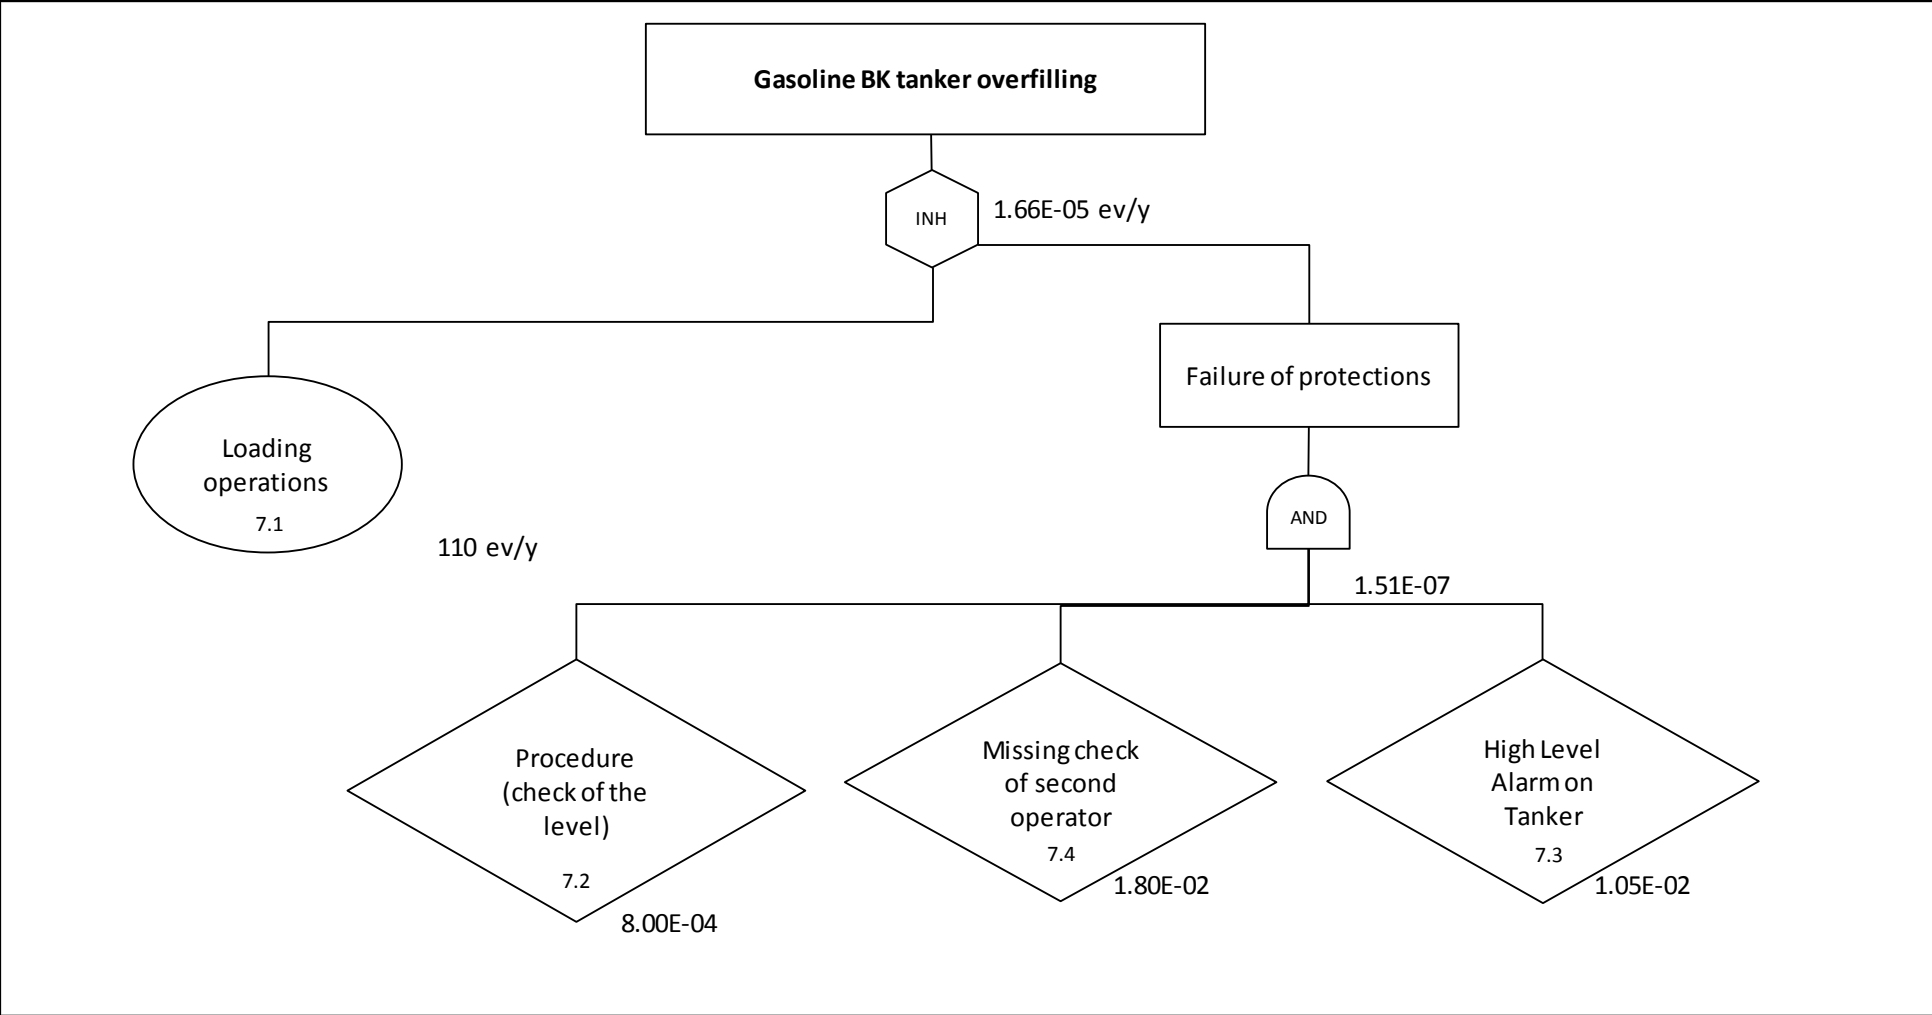 Gasoline BK tanker overfilling
INH
1.66E-05 ev/y
Failure of protections
Loading
operations
7.1
110 ev/y
AND
1.51E-07
Procedure
(check of the
level)
7.2
8.00E-04
Missing check
of second
operator
7.4
1.80E-02
High Level
Alarm on
Tanker
7.3
1.05E-02